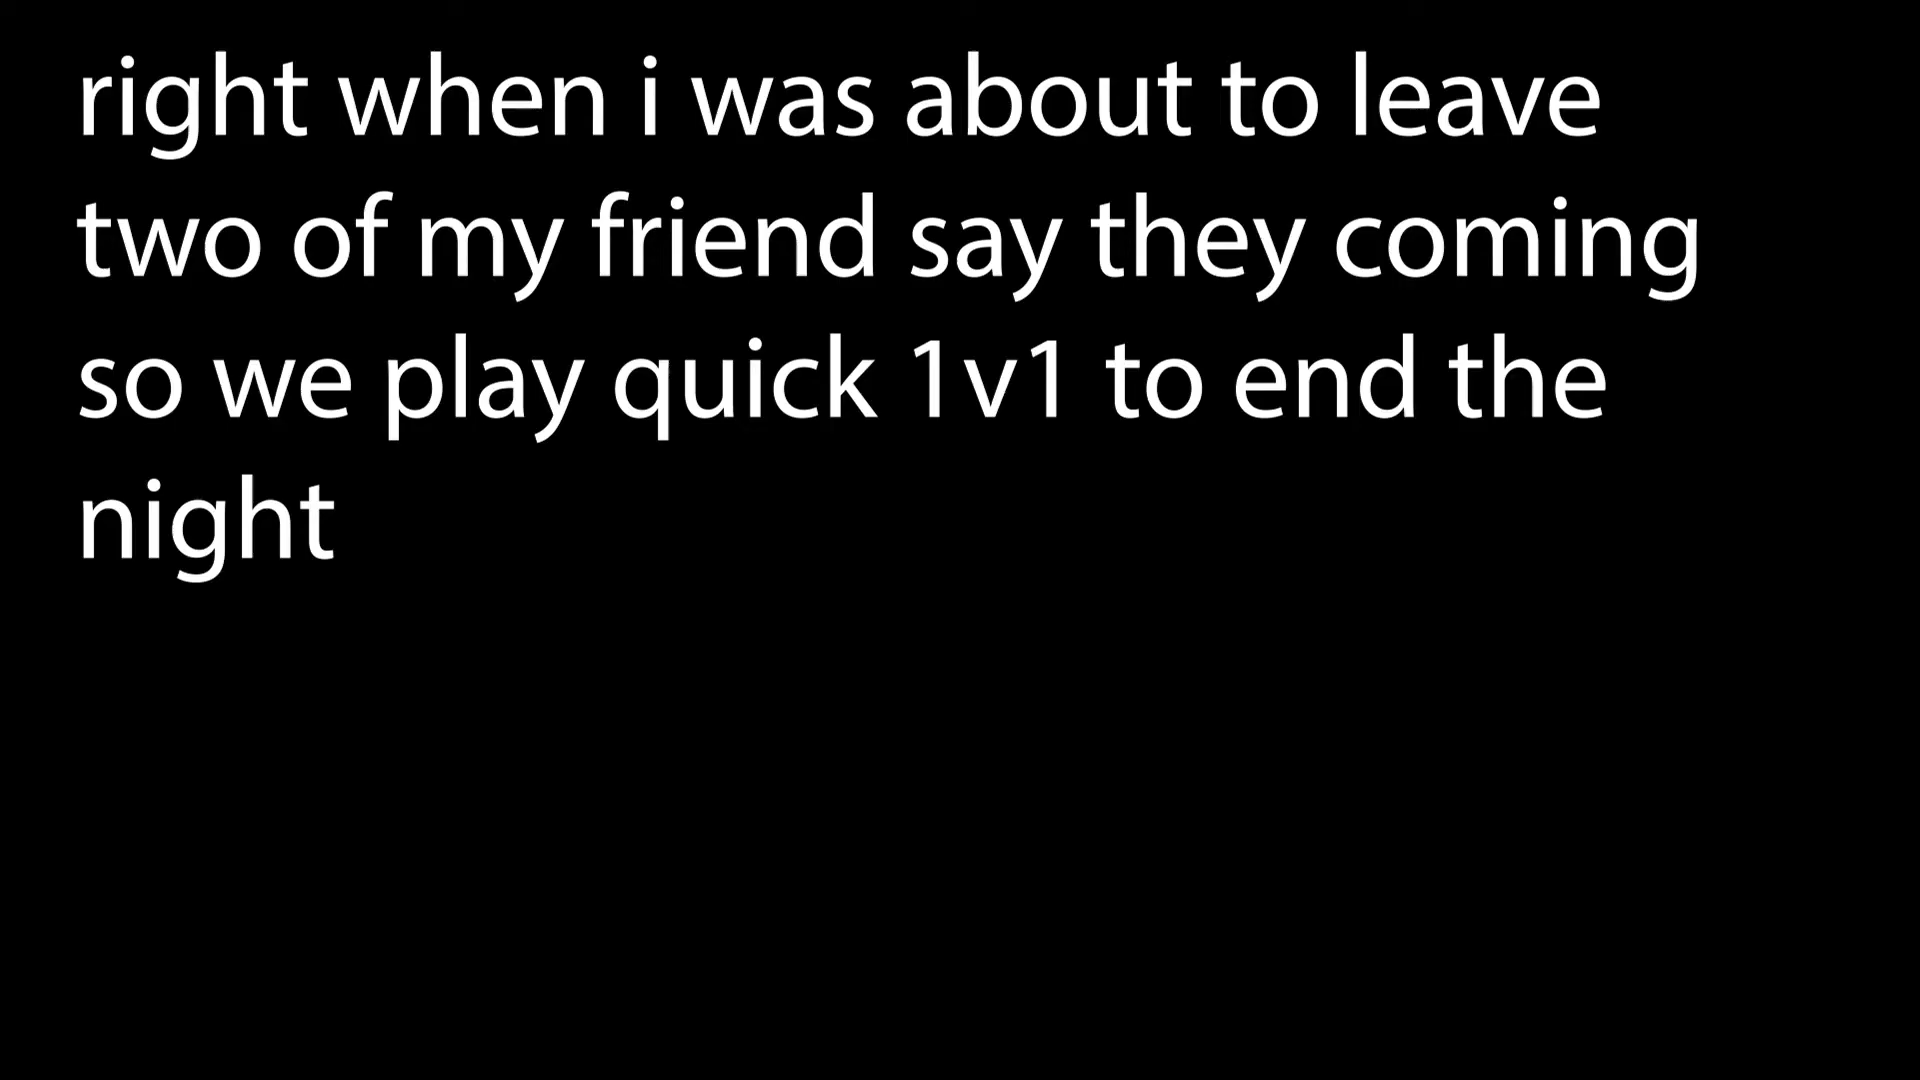 right when i was about to leave
two of my friend say they coming
so we play quick 1v1 to end the
night